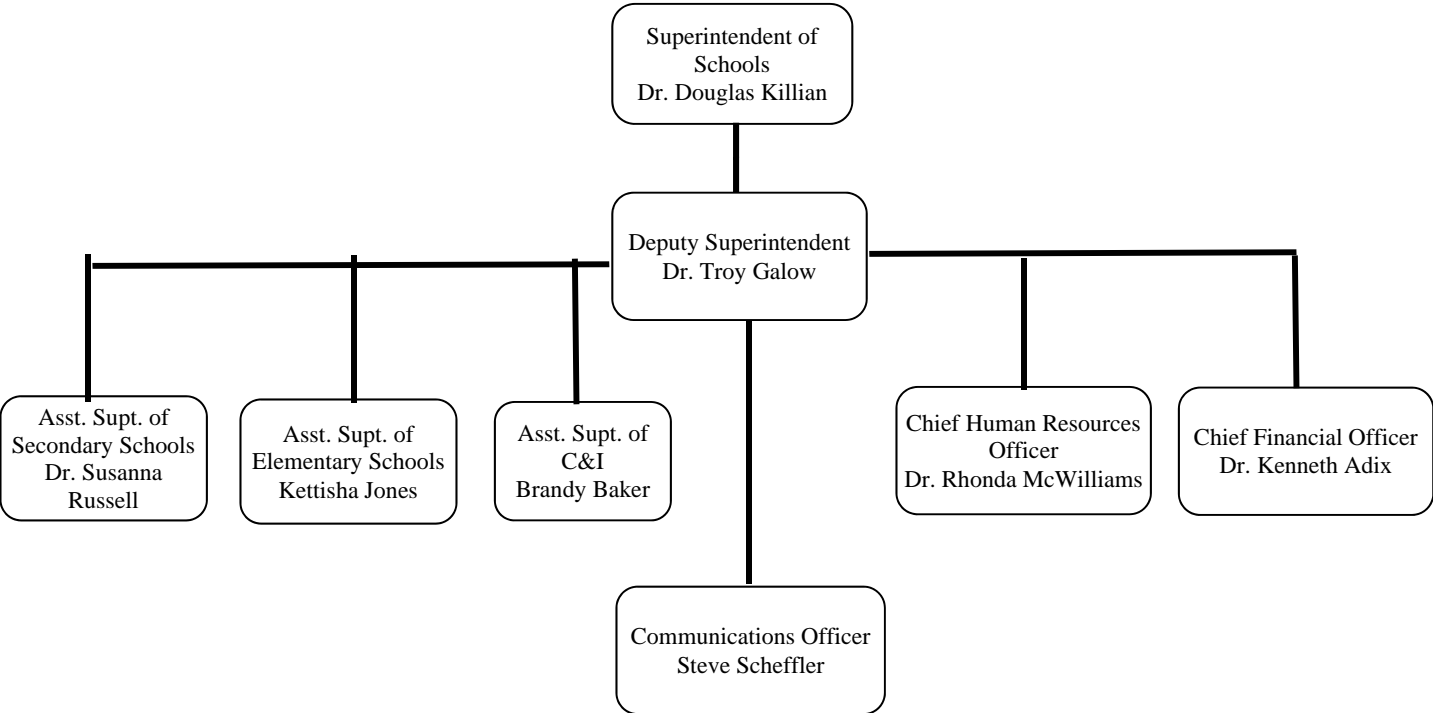 Superintendent of
Schools
Dr. Douglas Killian
Deputy Superintendent
Dr. Troy Galow
Asst. Supt. of
Secondary Schools
Dr. Susanna
Russell
Asst. Supt. of
Elementary Schools
Kettisha Jones
Asst. Supt. of
C&I
Brandy Baker
Chief Human Resources
Officer
Dr. Rhonda McWilliams
Chief Financial Officer
Dr. Kenneth Adix
Communications Officer
Steve Scheffler